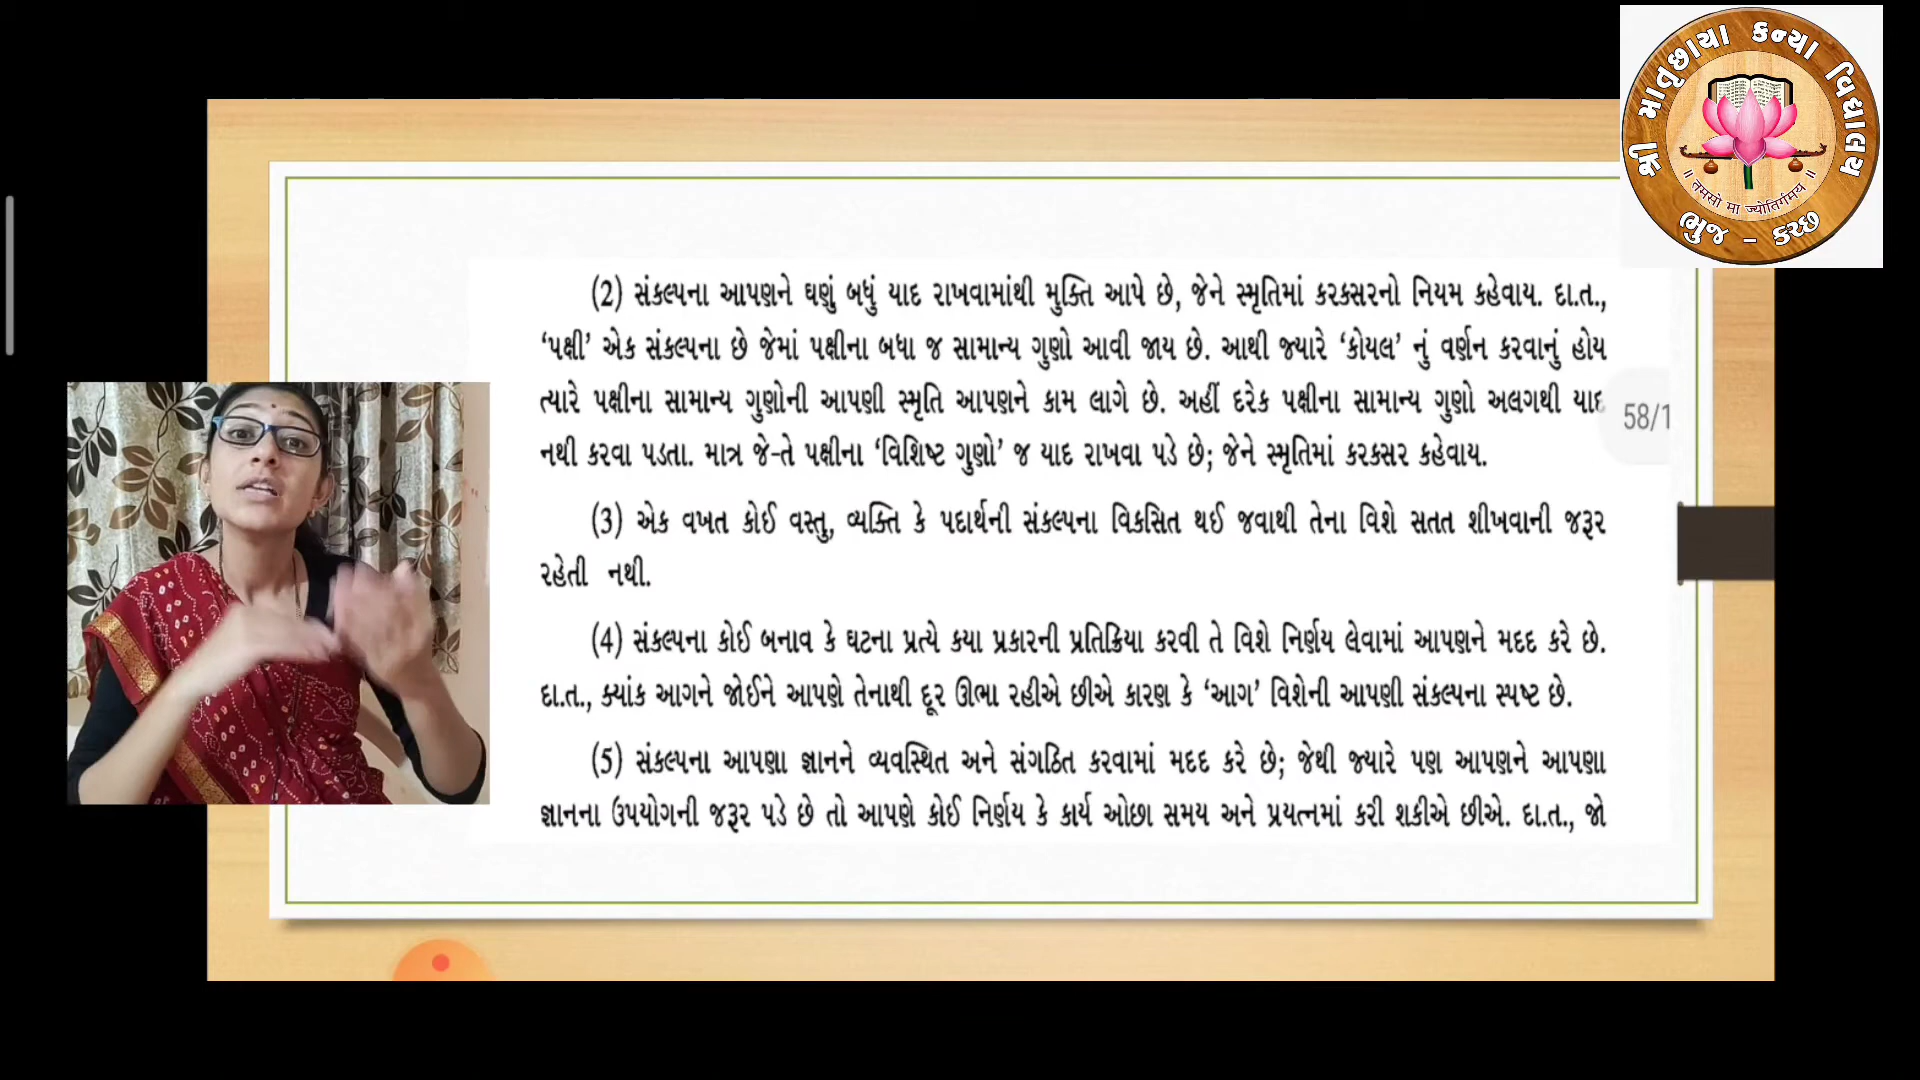 શ્રી માતૃછાયા કન્યા વિદ્યાલય
॥ तमसो मा ज्योतिर्गमय ॥
ભુજ - કચ્છ
(2) સંકલ્પના આપણને ઘણું બધું યાદ રાખવામાંથી મુક્તિ આપે છે, જેને સ્મૃતિમાં કરકસરનો નિયમ કહેવાય. દા.ત.,
‘પક્ષી’ એક સંકલ્પના છે જેમાં પક્ષીના બધા જ સામાન્ય ગુણો આવી જાય છે. આથી જ્યારે ‘કોયલ’ નું વર્ણન કરવાનું હોય
ત્યારે પક્ષીના સામાન્ય ગુણોની આપણી સ્મૃતિ આપણને કામ લાગે છે. અહીં દરેક પક્ષીના સામાન્ય ગુણો અલગથી યાદ
નથી કરવા પડતા. માત્ર જે-તે પક્ષીના ‘વિશિષ્ટ ગુણો’ જ યાદ રાખવા પડે છે; જેને સ્મૃતિમાં કરકસર કહેવાય.
58/1
(3) એક વખત કોઈ વસ્તુ, વ્યક્તિ કે પદાર્થની સંકલ્પના વિકસિત થઈ જવાથી તેના વિશે સતત શીખવાની જરૂર
રહેતી નથી.
(4) સંકલ્પના કોઈ બનાવ કે ઘટના પ્રત્યે કયા પ્રકારની પ્રતિક્રિયા કરવી તે વિશે નિર્ણય લેવામાં આપણને મદદ કરે છે.
દા.ત., ક્યાંક આગને જોઈને આપણે તેનાથી દૂર ઊભા રહીએ છીએ કારણ કે ‘આગ’ વિશેની આપણી સંકલ્પના સ્પષ્ટ છે.
(5) સંકલ્પના આપણા જ્ઞાનને વ્યવસ્થિત અને સંગઠિત કરવામાં મદદ કરે છે; જેથી જ્યારે પણ આપણને આપણા
જ્ઞાનના ઉપયોગની જરૂર પડે છે તો આપણે કોઈ નિર્ણય કે કાર્ય ઓછા સમય અને પ્રયત્નમાં કરી શકીએ છીએ. દા.ત., જો